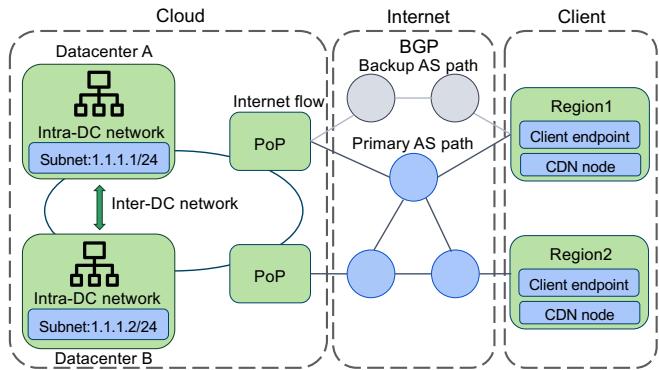 Cloud
Internet
Client
Datacenter A
Intra-DC network
Subnet:1.1.1.1/24
Inter-DC network
Intra-DC network
Subnet:1.1.1.2/24
Datacenter B
Internet flow
PoP
PoP
BGP
Backup AS path
Primary AS path
Region1
Client endpoint
CDN node
Region2
Client endpoint
CDN node